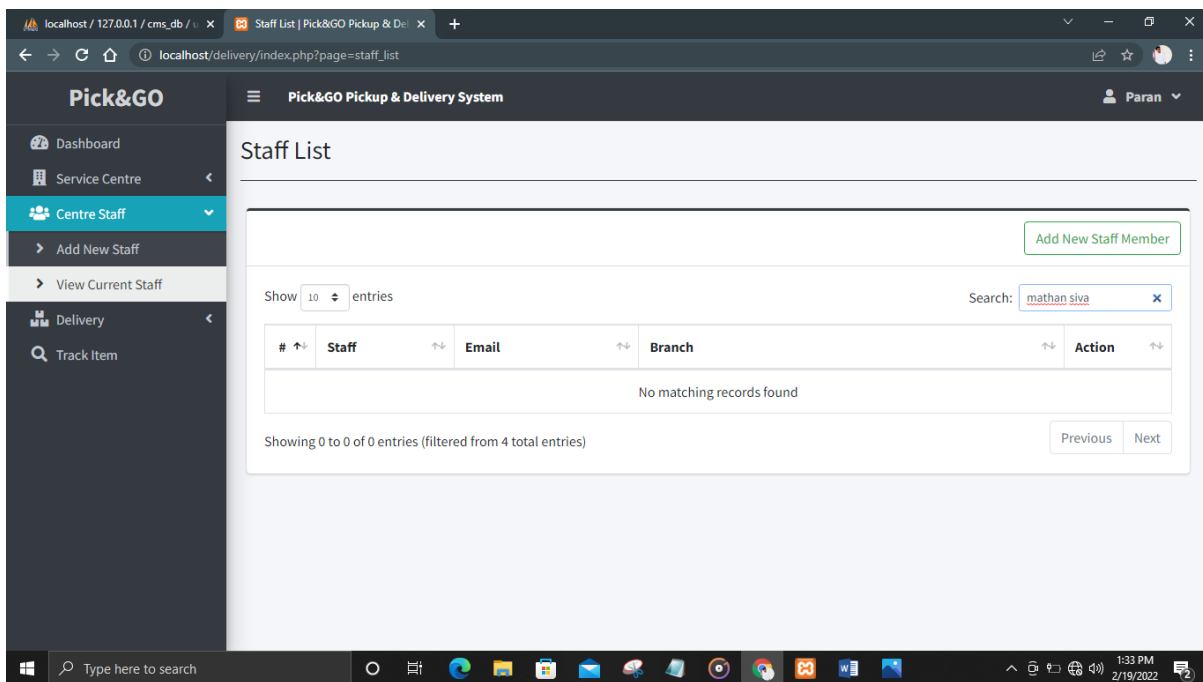 localhost / 127.0.0.1 / cms_db / u
Staff List | Pick&GO Pickup & Del
localhost/delivery/index.php?page=staff_list
Pick&GO
Pick&GO Pickup & Delivery System
Paran
Dashboard
Service Centre
Centre Staff
Add New Staff
View Current Staff
Delivery
Track Item
Staff List
Add New Staff Member
Show 10 entries
Search: mathan siva
# Staff Email Branch Action
No matching records found
Showing 0 to 0 of 0 entries (filtered from 4 total entries)
Previous Next
Type here to search
1:33 PM
2/19/2022
2